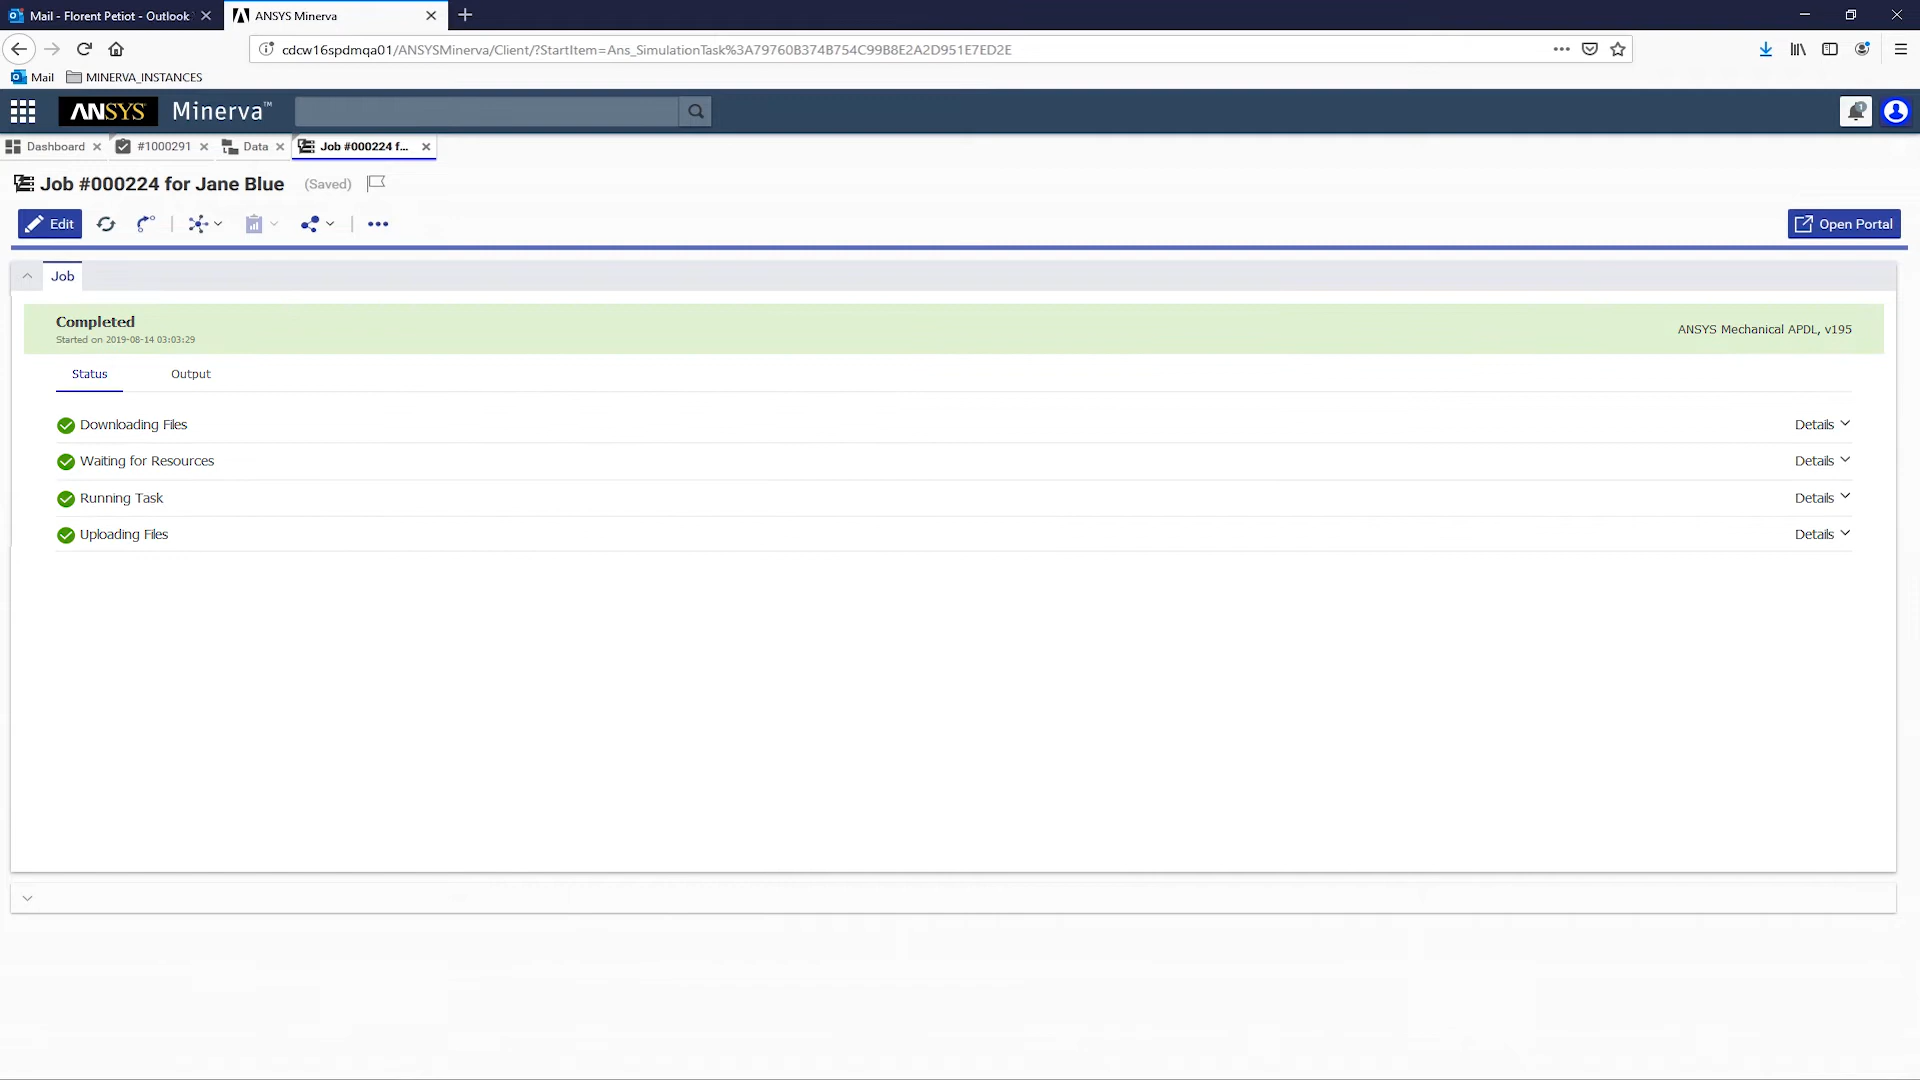 Mail - Florent Petiot - Outlook
ANSYS Minerva
cdcw16spdmqa01/ANSYSMinerva/Client/?StartItem=Ans_SimulationTask%3A79760B374B754C99B8E2A2D951E7ED2E
Mail
MINERVA_INSTANCES
ANSYS Minerva™
Dashboard
#1000291
Data
Job #000224 f...
Job #000224 for Jane Blue (Saved)
Edit
Open Portal
Job
Completed
Started on 2019-08-14 03:03:29
ANSYS Mechanical APDL, v195
Status
Output
Downloading Files
Details
Waiting for Resources
Details
Running Task
Details
Uploading Files
Details